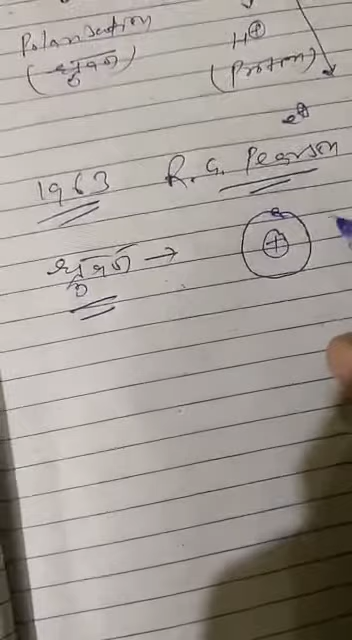 Polarisation
(ध्रुवण)
H⊕
(Proton)
ने
1963 R. G. Pearson
ध्रुवण →
e
+